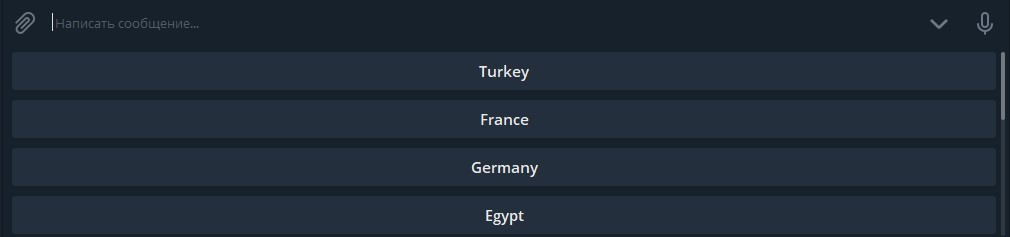 Написать сообщение...
Turkey
France
Germany
Egypt